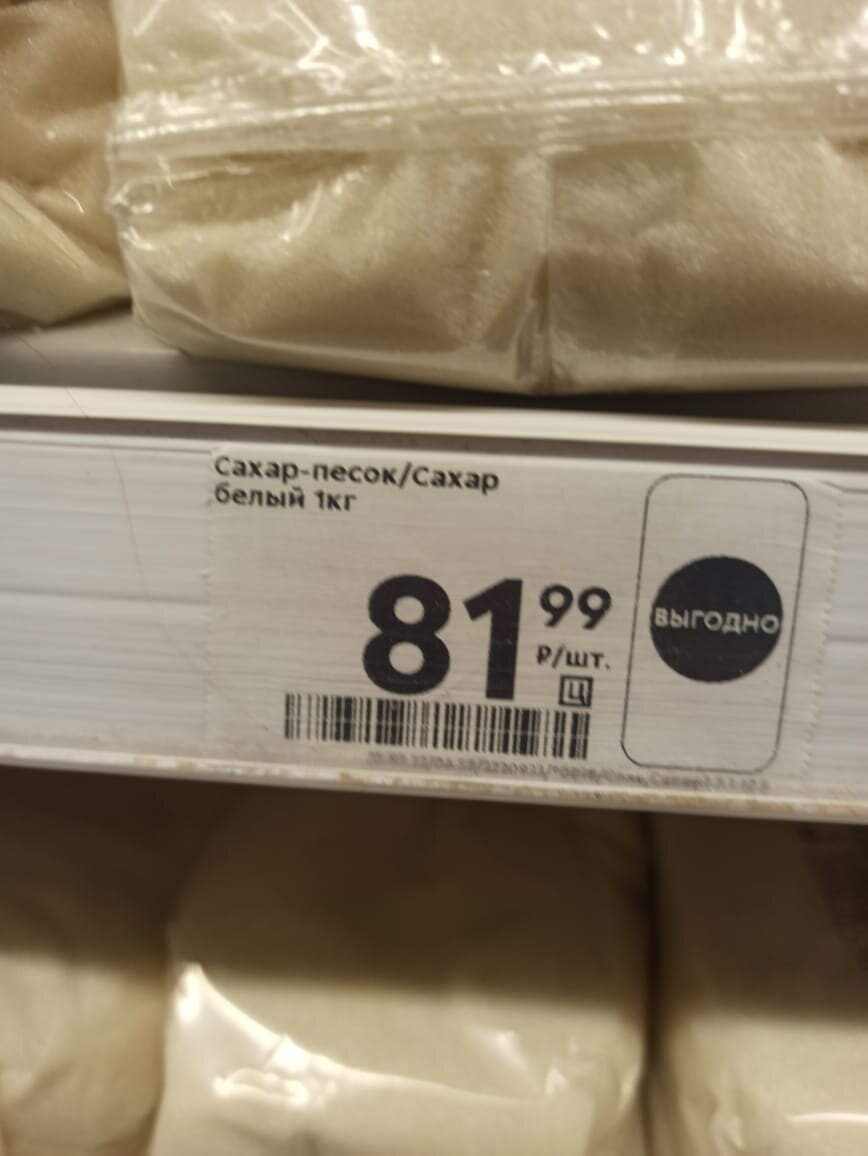 Сахар-песок/Сахар
белый 1кг
81 99
₽/шт.
Ц
ВЫГОДНО